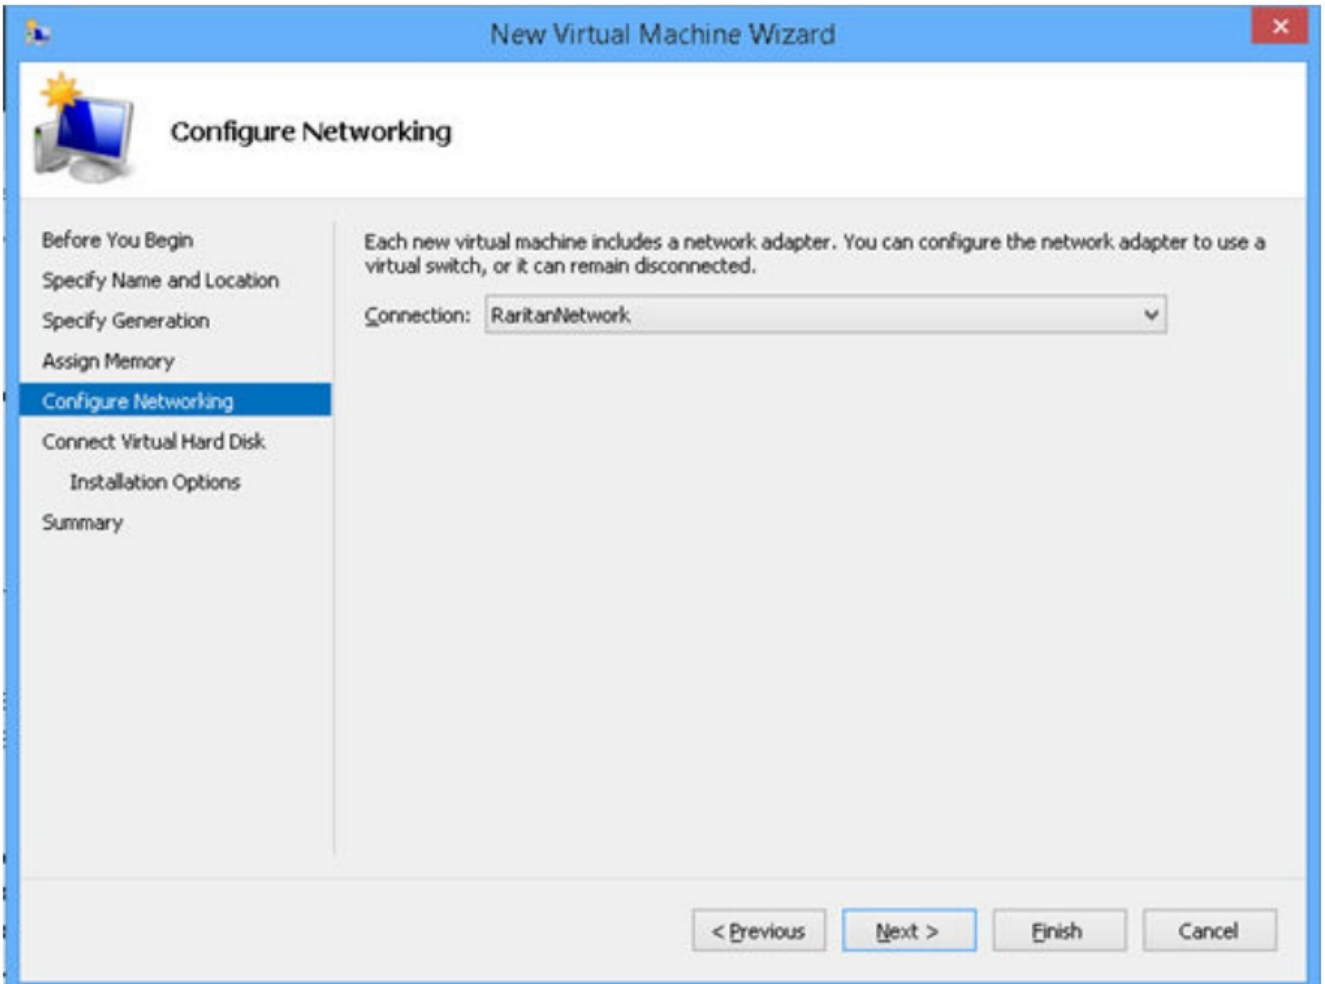 New Virtual Machine Wizard
Configure Networking
Before You Begin
Specify Name and Location
Specify Generation
Assign Memory
Configure Networking
Connect Virtual Hard Disk
Installation Options
Summary
Each new virtual machine includes a network adapter. You can configure the network adapter to use a
virtual switch, or it can remain disconnected.
Connection: RaritanNetwork
< Previous Next > Finish Cancel